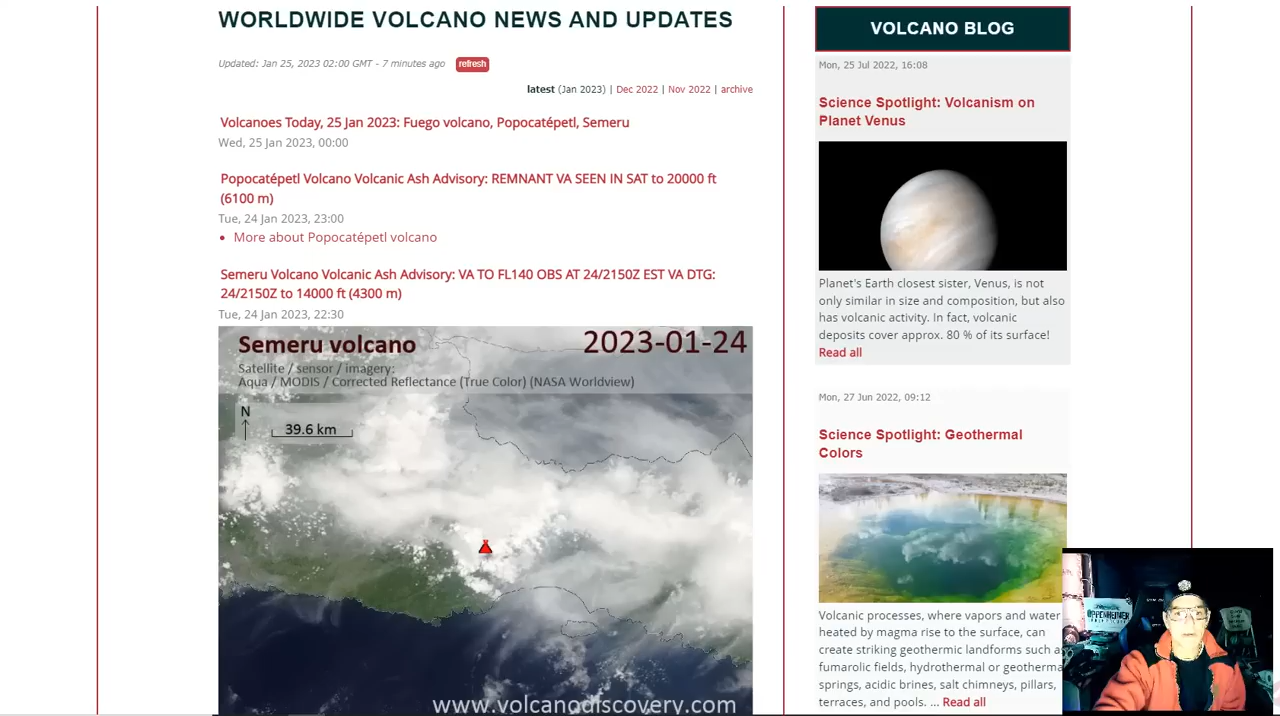 WORLDWIDE VOLCANO NEWS AND UPDATES
Updated: Jan 25, 2023 02:00 GMT - 7 minutes ago
refresh
latest (Jan 2023) | Dec 2022 | Nov 2022 | archive
Volcanoes Today, 25 Jan 2023: Fuego volcano, Popocatépetl, Semeru
Wed, 25 Jan 2023, 00:00
Popocatépetl Volcano Volcanic Ash Advisory: REMNANT VA SEEN IN SAT to 20000 ft
(6100 m)
Tue, 24 Jan 2023, 23:00
More about Popocatépetl volcano
Semeru Volcano Volcanic Ash Advisory: VA TO FL140 OBS AT 24/2150Z EST VA DTG:
24/2150Z to 14000 ft (4300 m)
Tue, 24 Jan 2023, 22:30
Semeru volcano
2023-01-24
Satellite / sensor / imagery:
Aqua / MODIS / Corrected Reflectance (True Color) (NASA Worldview)
N
39.6 km
www.volcanodiscovery.com
VOLCANO BLOG
Mon, 25 Jul 2022, 16:08
Science Spotlight: Volcanism on
Planet Venus
Planet's Earth closest sister, Venus, is not
only similar in size and composition, but also
has volcanic activity. In fact, volcanic
deposits cover approx. 80 % of its surface!
Read all
Mon, 27 Jun 2022, 09:12
Science Spotlight: Geothermal
Colors
Volcanic processes, where vapors and water
heated by magma rise to the surface, can
create striking geothermic landforms such as
fumarolic fields, hydrothermal or geotherma
springs, acidic brines, salt chimneys, pillars,
terraces, and pools. ... Read all
OPPENHEIMER